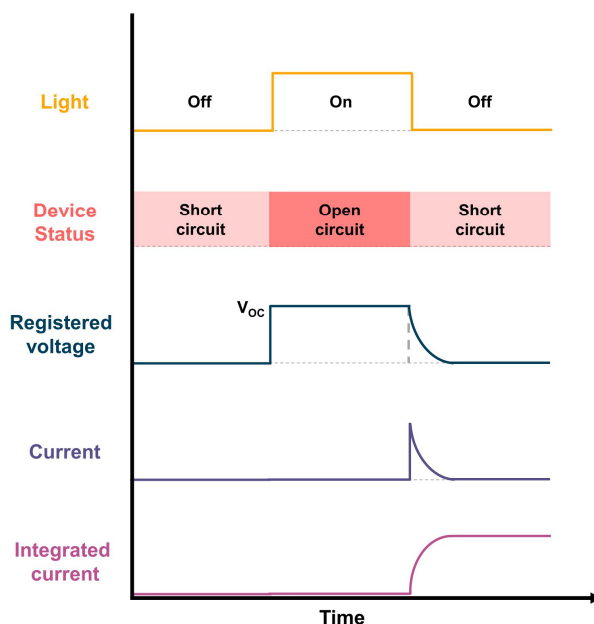 Light
Off
On
Off
Device
Status
Short
circuit
Open
circuit
Short
circuit
Registered
voltage
VOC
Current
Integrated
current
Time